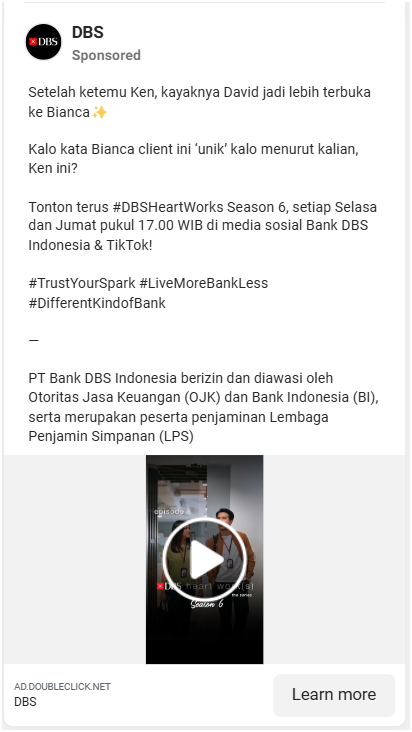 DBS
DBS
Sponsored
Setelah ketemu Ken, kayaknya David jadi lebih terbuka
ke Bianca✨
Kalo kata Bianca client ini ‘unik’ kalo menurut kalian,
Ken ini?
Tonton terus #DBSHeartWorks Season 6, setiap Selasa
dan Jumat pukul 17.00 WIB di media sosial Bank DBS
Indonesia & TikTok!
#TrustYourSpark #LiveMoreBankLess
#DifferentKindofBank
—
PT Bank DBS Indonesia berizin dan diawasi oleh
Otoritas Jasa Keuangan (OJK) dan Bank Indonesia (BI),
serta merupakan peserta penjaminan Lembaga
Penjamin Simpanan (LPS)
episode
DBS heart work(s)
the series
Season 6
AD.DOUBLECLICK.NET
DBS
Learn more